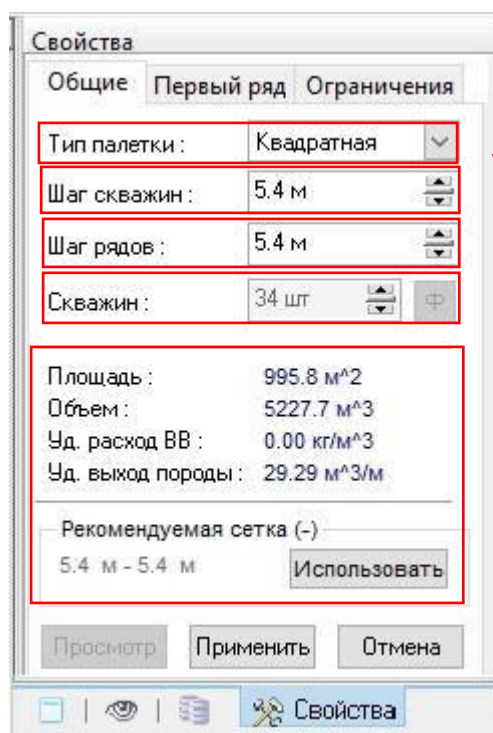 Свойства
Общие Первый ряд Ограничения
Тип палетки : Квадратная
Шаг скважин : 5.4 м
Шаг рядов : 5.4 м
Скважин : 34 шт Ф
Площадь : 995.8 м^2
Объем : 5227.7 м^3
Уд. расход ВВ : 0.00 кг/м^3
Уд. выход породы : 29.29 м^3/м
Рекомендуемая сетка (-)
5.4 м - 5.4 м Использовать
Просмотр Применить Отмена
Свойства